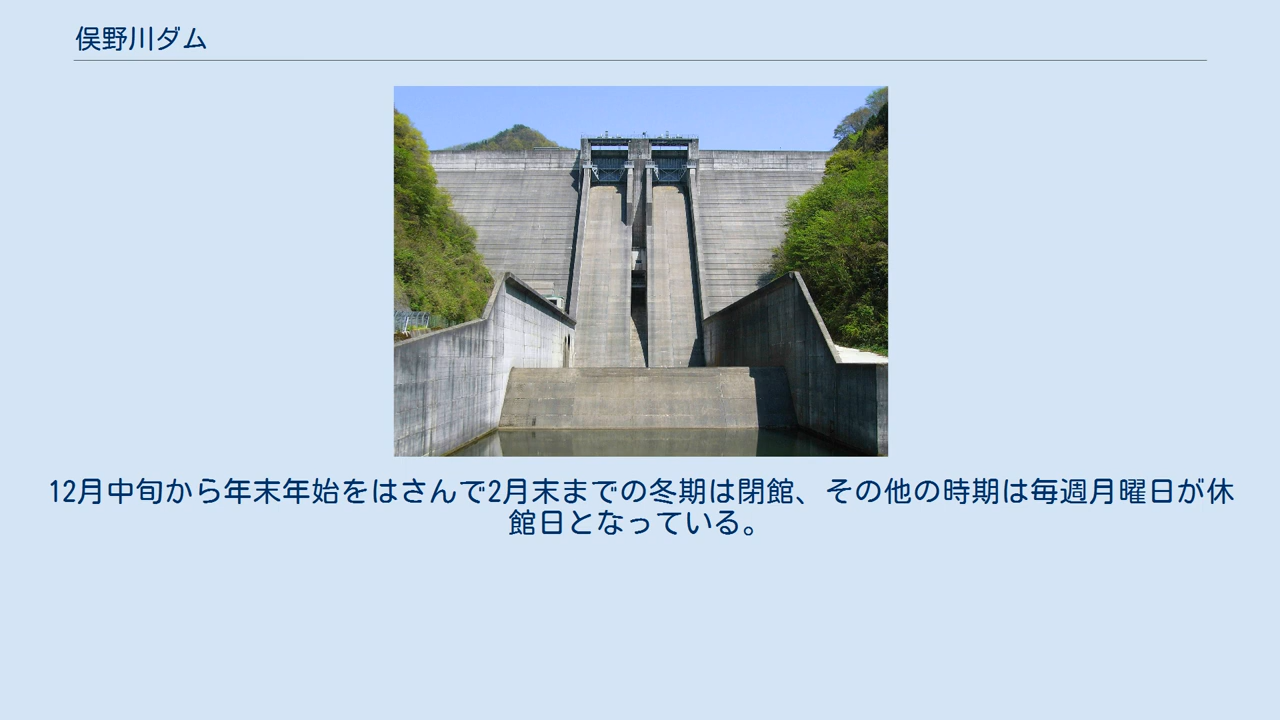 俣野川ダム
12月中旬から年末年始をはさんで2月末までの冬期は閉館、その他の時期は毎週月曜日が休
館日となっている。